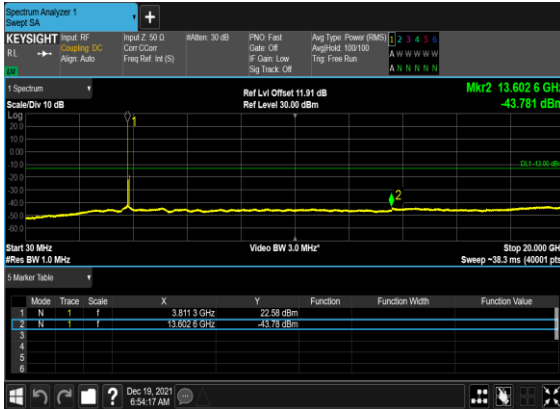 Spectrum Analyzer 1
Swept SA
+
KEYSIGHT
RL
Input: RF
Coupling: DC
Align: Auto
Input Z: 50 Ω
Corr CCorr
Freq Ref: Int (S)
#Atten: 30 dB
PNO: Fast
Gate: Off
IF Gain: Low
Sig Track: Off
Avg Type: Power (RMS)
Avg|Hold: 100/100
Trig: Free Run
1 2 3 4 5 6
A W W W W W
A N N N N N
1 Spectrum
Scale/Div 10 dB
Ref Lvl Offset 11.91 dB
Ref Level 30.00 dBm
Mkr2 13.602 6 GHz
-43.781 dBm
Log
20.0
10.0
0.00
-10.0
-20.0
-30.0
-40.0
-50.0
-60.0
1
2
DL1 -13.00 dBm
Start 30 MHz
#Res BW 1.0 MHz
Video BW 3.0 MHz*
Stop 20.000 GH
Sweep ~38.3 ms (40001 pts
5 Marker Table
Mode Trace Scale X Y Function Function Width Function Value
1 N 1 f 3.811 3 GHz 22.58 dBm
2 N 1 f 13.602 6 GHz -43.78 dBm
3
4
5
6
?
Dec 19, 2021
6:54:17 AM